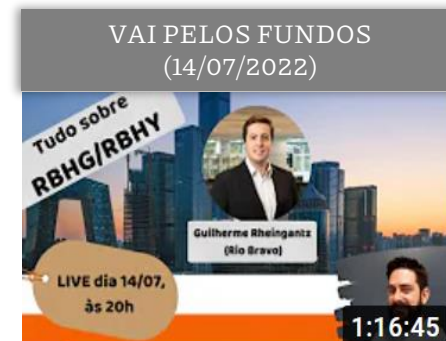 VAI PELOS FUNDOS
(14/07/2022)
Tudo sobre
RBHG/RBHY
Guilherme Rheingantz
(Rio Bravo)
LIVE dia 14/07,
às 20h
1:16:45